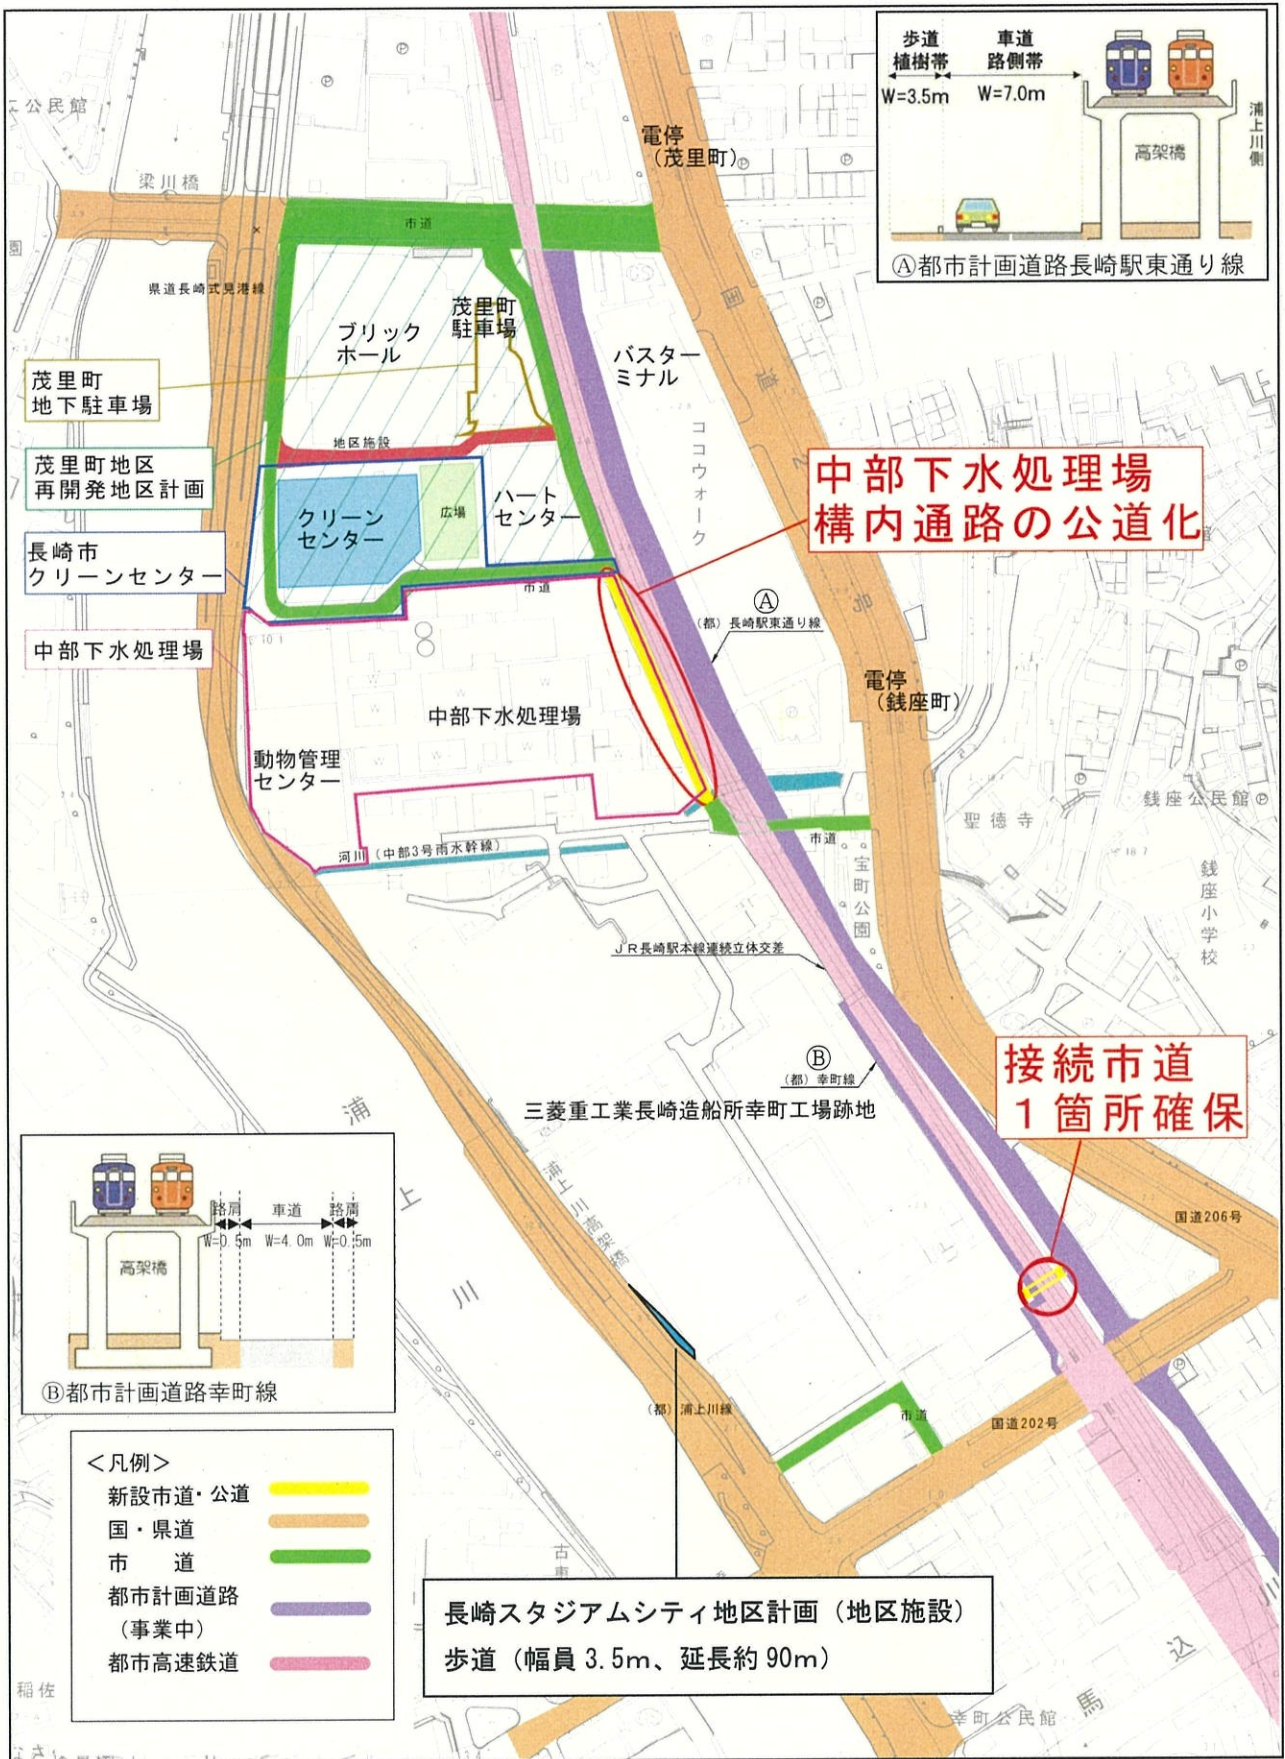 歩道
植樹帯
車道
路側帯
W=3.5m
W=7.0m
浦上川側
高架橋
Ⓐ都市計画道路長崎駅東通り線
公民館
電停
（茂里町）
梁川橋
市道
園
県道長崎式見港線
国道206号
茂里町
駐車場
ブリック
ホール
バスター
ミナル
茂里町
地下駐車場
ココウォーク
地区施設
茂里町地区
再開発地区計画
中部下水処理場
構内通路の公道化
クリーン
センター
広場
ハート
センター
長崎市
クリーンセンター
市道
Ⓐ
（都）長崎駅東通り線
中部下水処理場
電停
（銭座町）
中部下水処理場
動物管理
センター
銭座公民館
聖徳寺
市道
河川（中部3号雨水幹線）
宝町公園
銭座小学校
ＪＲ長崎駅本線連続立体交差
接続市道
１箇所確保
Ⓑ
（都）幸町線
三菱重工業長崎造船所幸町工場跡地
浦上川
浦上川高架橋
路肩
車道
路肩
W=0.5m
W=4.0m
W=0.5m
高架橋
Ⓑ都市計画道路幸町線
国道206号
（都）浦上川線
市道
国道202号
＜凡例＞
新設市道・公道
国・県道
市　道
都市計画道路
（事業中）
都市高速鉄道
長崎スタジアムシティ地区計画（地区施設）
歩道（幅員 3.5m、延長約 90m）
稲佐
幸町公民館
馬込川